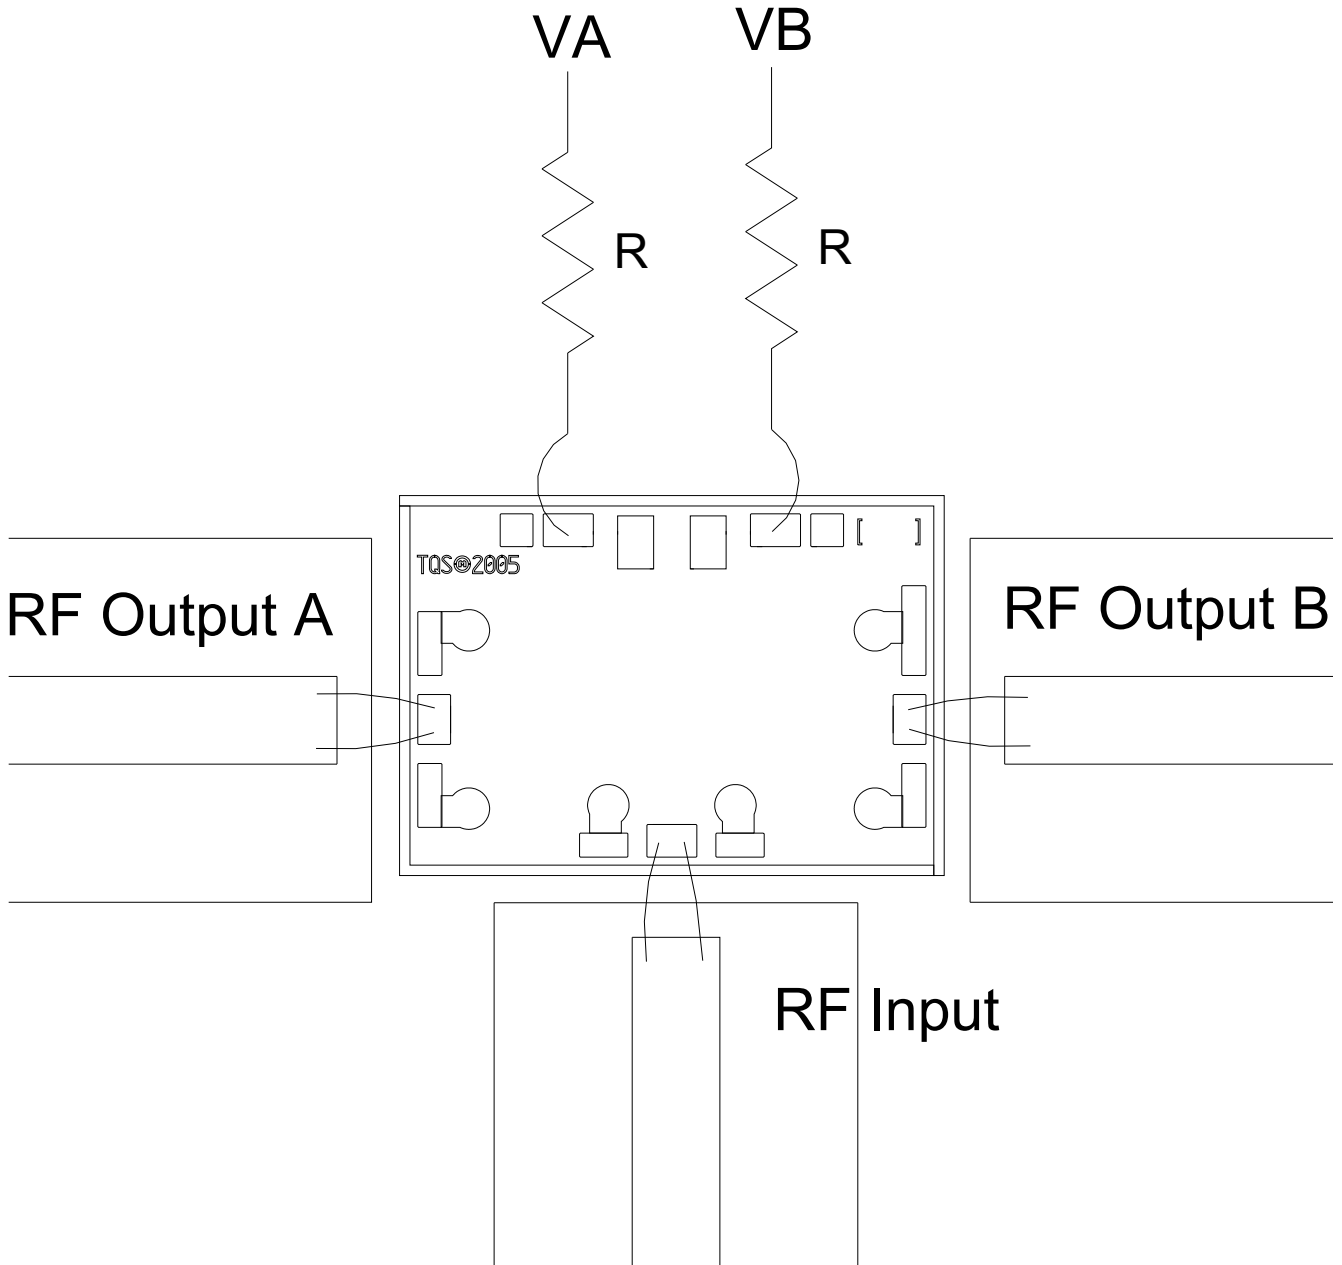 VA
VB
R
R
[ ]
TQS®2005
RF Output A
RF Output B
RF Input